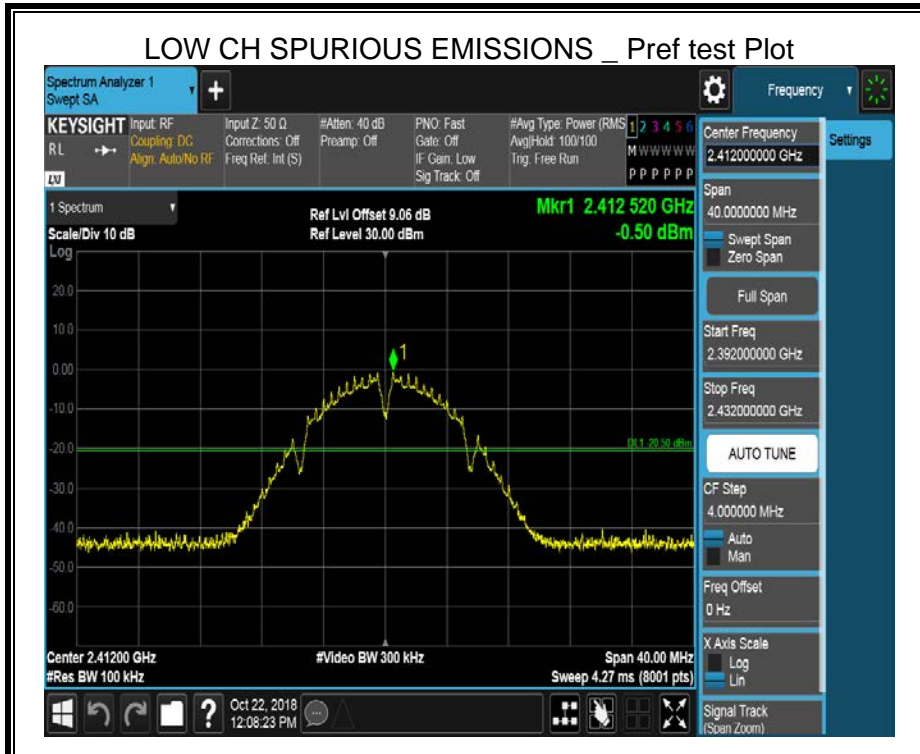 LOW CH SPURIOUS EMISSIONS _ Pref test Plot
Spectrum Analyzer 1
Swept SA
+
Frequency
KEYSIGHT
RL
LV
Input: RF
Coupling: DC
Align: Auto/No RF
Input Z: 50 Ω
Corrections: Off
Freq Ref: Int (S)
#Atten: 40 dB
Preamp: Off
PNO: Fast
Gate: Off
IF Gain: Low
Sig Track: Off
#Avg Type: Power (RMS
Avg|Hold: 100/100
Trig: Free Run
1 2 3 4 5 6
M W W W W W
P P P P P P
Settings
1 Spectrum
Scale/Div 10 dB
Log
Ref Lvl Offset 9.06 dB
Ref Level 30.00 dBm
Mkr1 2.412 520 GHz
-0.50 dBm
20.0
10.0
0.00
-10.0
-20.0
-30.0
-40.0
-50.0
-60.0
1
DL1 -20.50 dBm
Center 2.41200 GHz
#Res BW 100 kHz
#Video BW 300 kHz
Span 40.00 MHz
Sweep 4.27 ms (8001 pts)
Center Frequency
2.412000000 GHz
Span
40.0000000 MHz
Swept Span
Zero Span
Full Span
Start Freq
2.392000000 GHz
Stop Freq
2.432000000 GHz
AUTO TUNE
CF Step
4.000000 MHz
Auto
Man
Freq Offset
0 Hz
X Axis Scale
Log
Lin
Signal Track
(Span Zoom)
?
Oct 22, 2018
12:08:23 PM